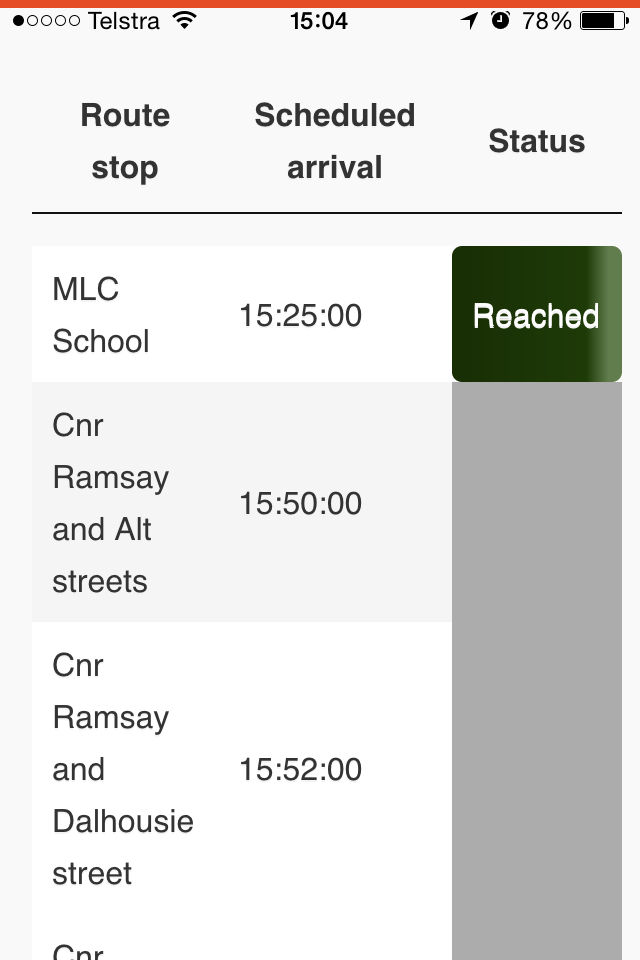 Telstra 15:04 78%
Route Scheduled Status
stop arrival
MLC
School 15:25:00 Reached
Cnr
Ramsay
and Alt 15:50:00
streets
Cnr
Ramsay
and 15:52:00
Dalhousie
street
Cnr